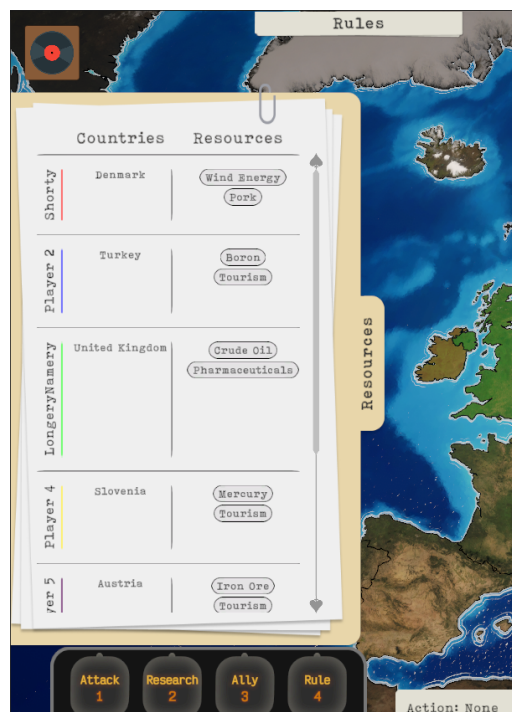 Rules
Countries Resources
Shorty
Denmark
Wind Energy
Pork
Player 2
Turkey
Boron
Tourism
LongeryNamery
United Kingdom
Crude Oil
Pharmaceuticals
Player 4
Slovenia
Mercury
Tourism
yer 5
Austria
Iron Ore
Tourism
Resources
Attack
1
Research
2
Ally
3
Rule
4
Action: None